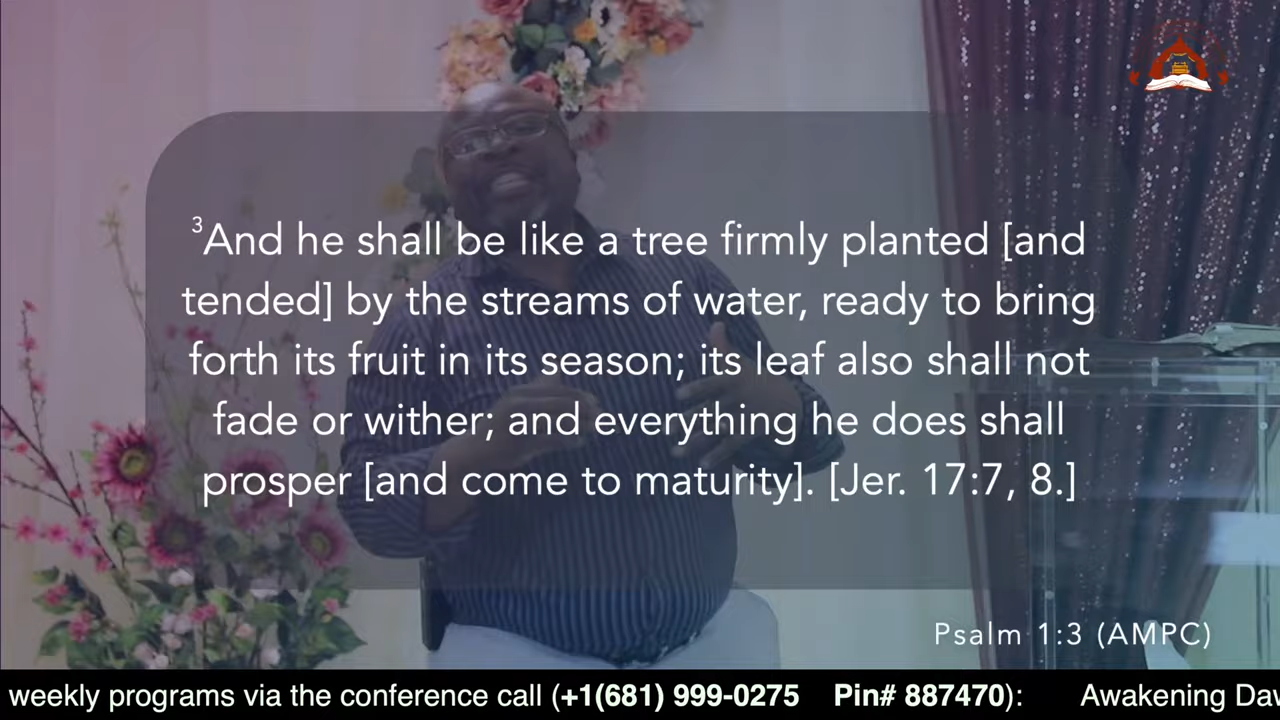 3And he shall be like a tree firmly planted [and
tended] by the streams of water, ready to bring
forth its fruit in its season; its leaf also shall not
fade or wither; and everything he does shall
prosper [and come to maturity]. [Jer. 17:7, 8.]
Psalm 1:3 (AMPC)
weekly programs via the conference call (+1(681) 999-0275 Pin# 887470): Awakening